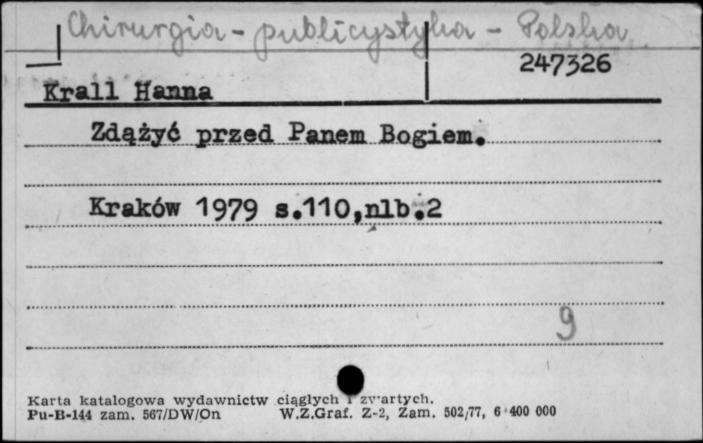 Chirurgia - publicystyka - Polska
247326
Krall Hanna
Zdążyć przed Panem Bogiem.
Kraków 1979 s.110,nlb.2
9
Karta katalogowa wydawnictw ciągłych i zwartych.
Pu-B-144 zam. 567/DW/On W.Z.Graf. Z-2, Zam. 502/77, 6 400 000